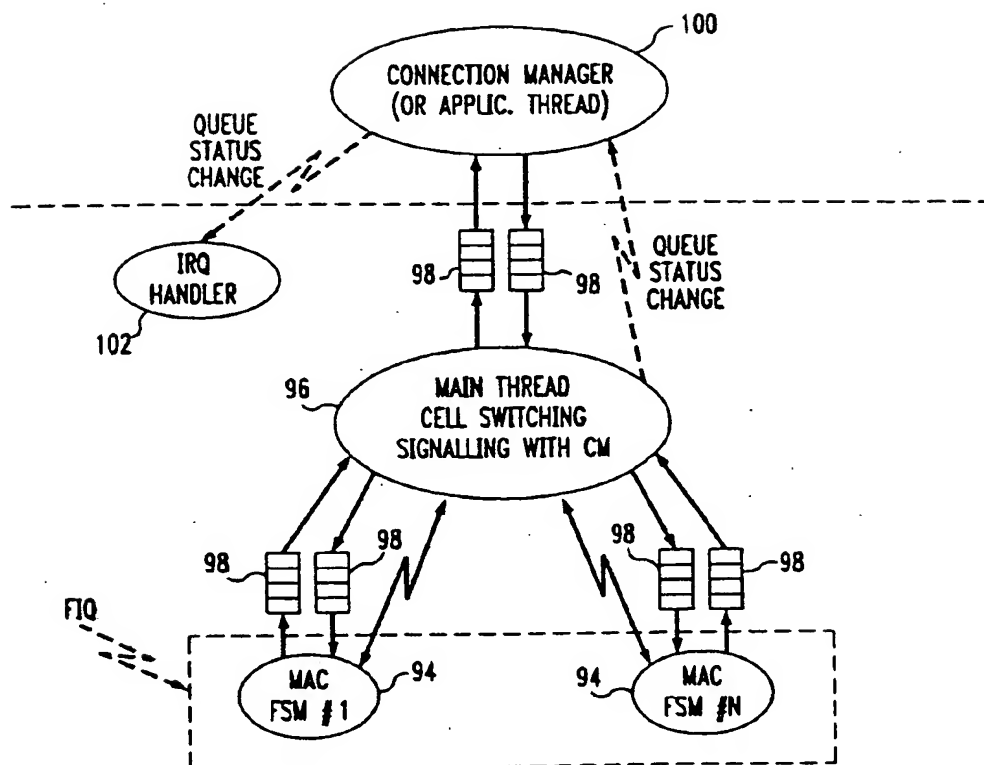 100
CONNECTION MANAGER
(OR APPLIC. THREAD)
QUEUE
STATUS
CHANGE
IRQ
HANDLER
102
98
98
QUEUE
STATUS
CHANGE
96
MAIN THREAD
CELL SWITCHING
SIGNALLING WITH CM
98
98
98
98
FIQ
MAC
FSM #1
94
94
MAC
FSM #N